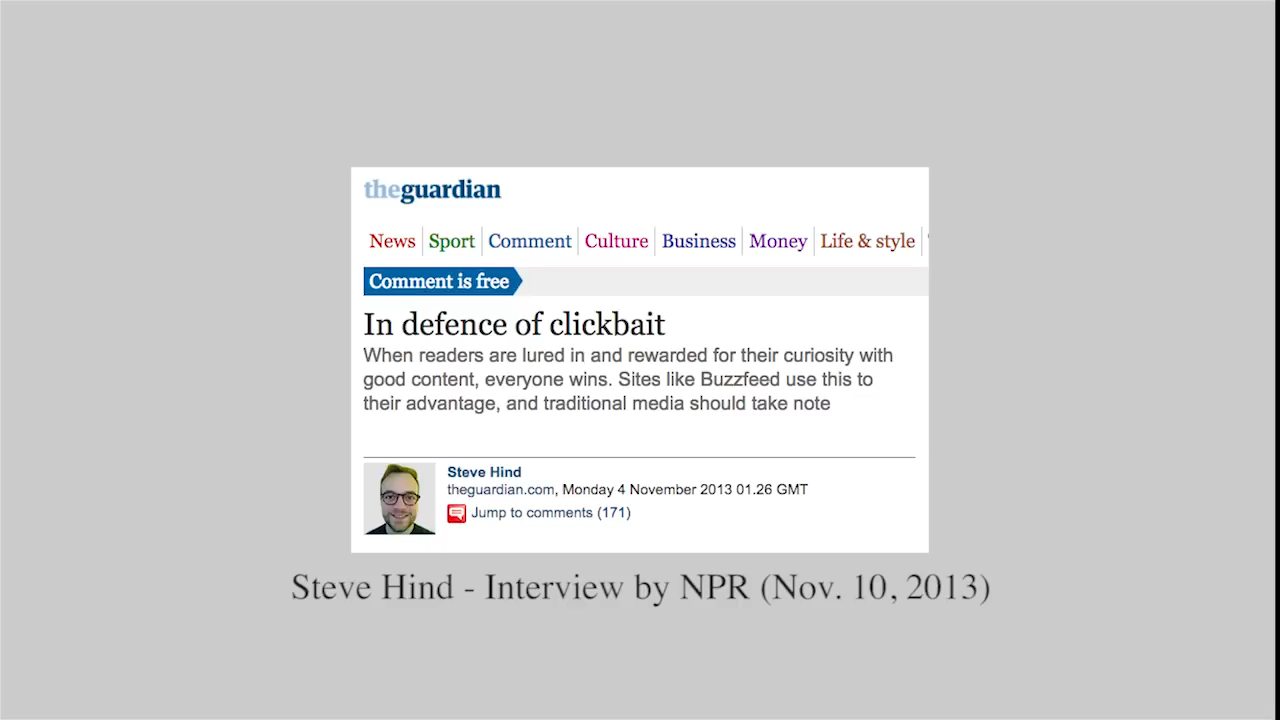 theguardian
News Sport Comment Culture Business Money Life & style
Comment is free
In defence of clickbait
When readers are lured in and rewarded for their curiosity with
good content, everyone wins. Sites like Buzzfeed use this to
their advantage, and traditional media should take note
Steve Hind
theguardian.com, Monday 4 November 2013 01.26 GMT
Jump to comments (171)
Steve Hind - Interview by NPR (Nov. 10, 2013)